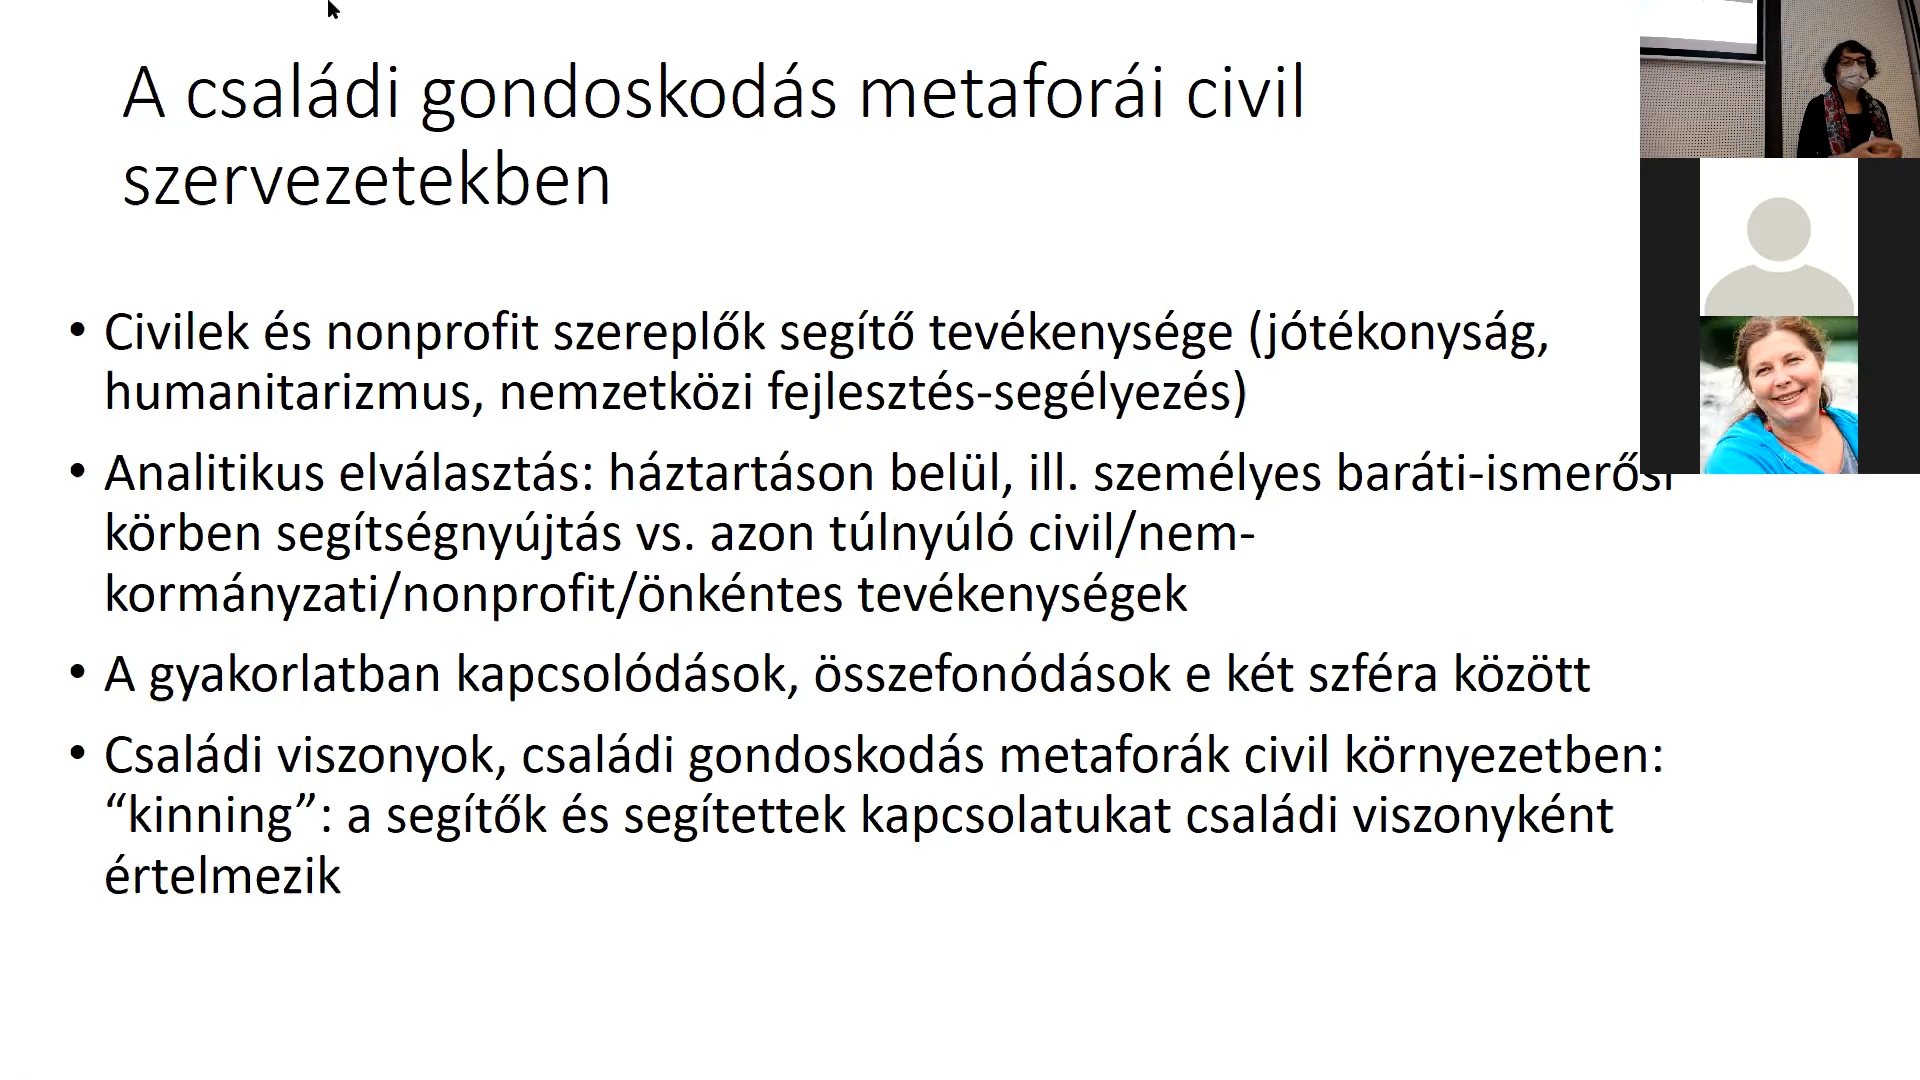 A családi gondoskodás metaforái civil
szervezetekben
• Civilek és nonprofit szereplők segítő tevékenysége (jótékonyság,
humanitarizmus, nemzetközi fejlesztés-segélyezés)
• Analitikus elválasztás: háztartáson belül, ill. személyes baráti-ismerősi
körben segítségnyújtás vs. azon túlnyúló civil/nem-
kormányzati/nonprofit/önkéntes tevékenységek
• A gyakorlatban kapcsolódások, összefonódások e két szféra között
• Családi viszonyok, családi gondoskodás metaforák civil környezetben:
“kinning”: a segítők és segítettek kapcsolatukat családi viszonyként
értelmezik